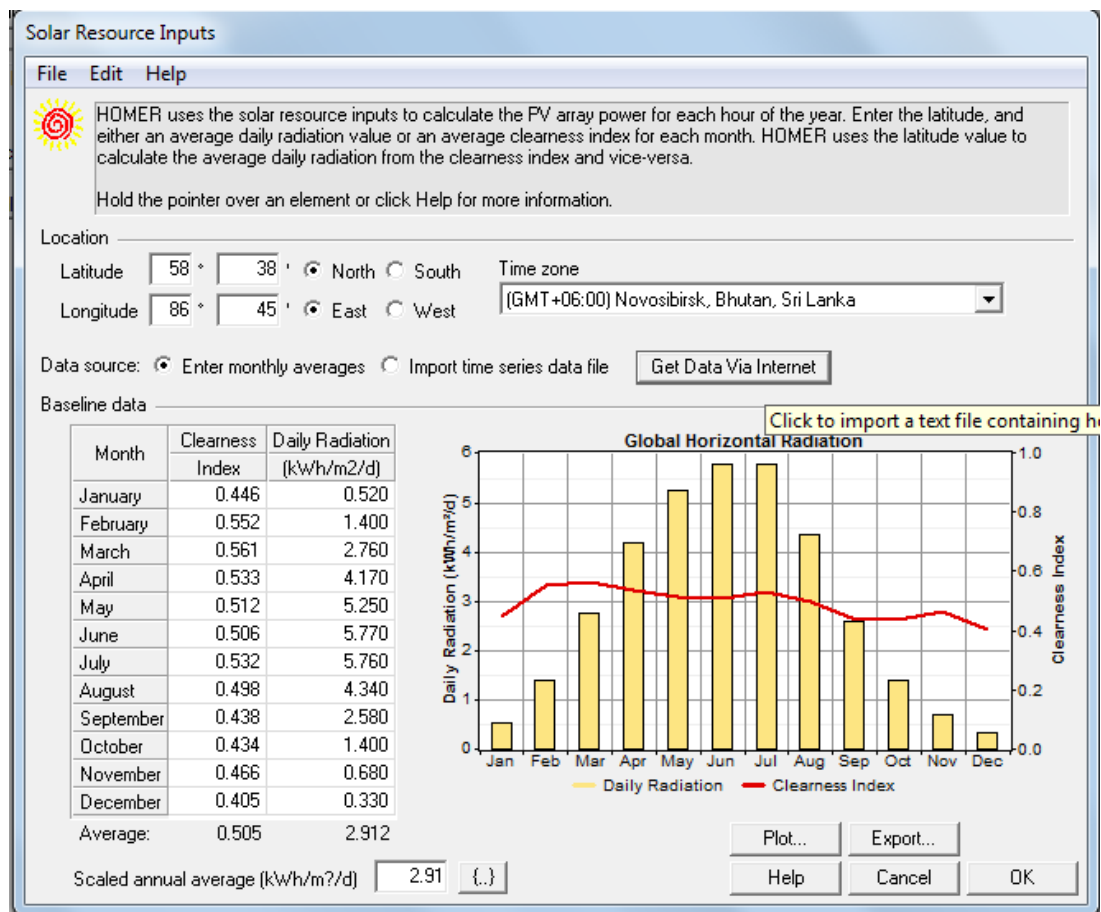 Solar Resource Inputs
File Edit Help
HOMER uses the solar resource inputs to calculate the PV array power for each hour of the year. Enter the latitude, and
either an average daily radiation value or an average clearness index for each month. HOMER uses the latitude value to
calculate the average daily radiation from the clearness index and vice-versa.
Hold the pointer over an element or click Help for more information.
Location
Latitude 58 ° 38 ' North South Time zone
Longitude 86 ° 45 ' East West (GMT+06:00) Novosibirsk, Bhutan, Sri Lanka
Data source: Enter monthly averages Import time series data file Get Data Via Internet
Baseline data
Click to import a text file containing
Month Clearness Index Daily Radiation (kWh/m2/d)
January 0.446 0.520
February 0.552 1.400
March 0.561 2.760
April 0.533 4.170
May 0.512 5.250
June 0.506 5.770
July 0.532 5.760
August 0.498 4.340
September 0.438 2.580
October 0.434 1.400
November 0.466 0.680
December 0.405 0.330
Average: 0.505 2.912
Scaled annual average (kWh/m?/d) 2.91 {..}
Global Horizontal Radiation
Daily Radiation (kWh/m²/d)
6
5
4
3
2
1
0
Clearness Index
1.0
0.8
0.6
0.4
0.2
0.0
Jan Feb Mar Apr May Jun Jul Aug Sep Oct Nov Dec
Daily Radiation Clearness Index
Plot... Export...
Help Cancel OK